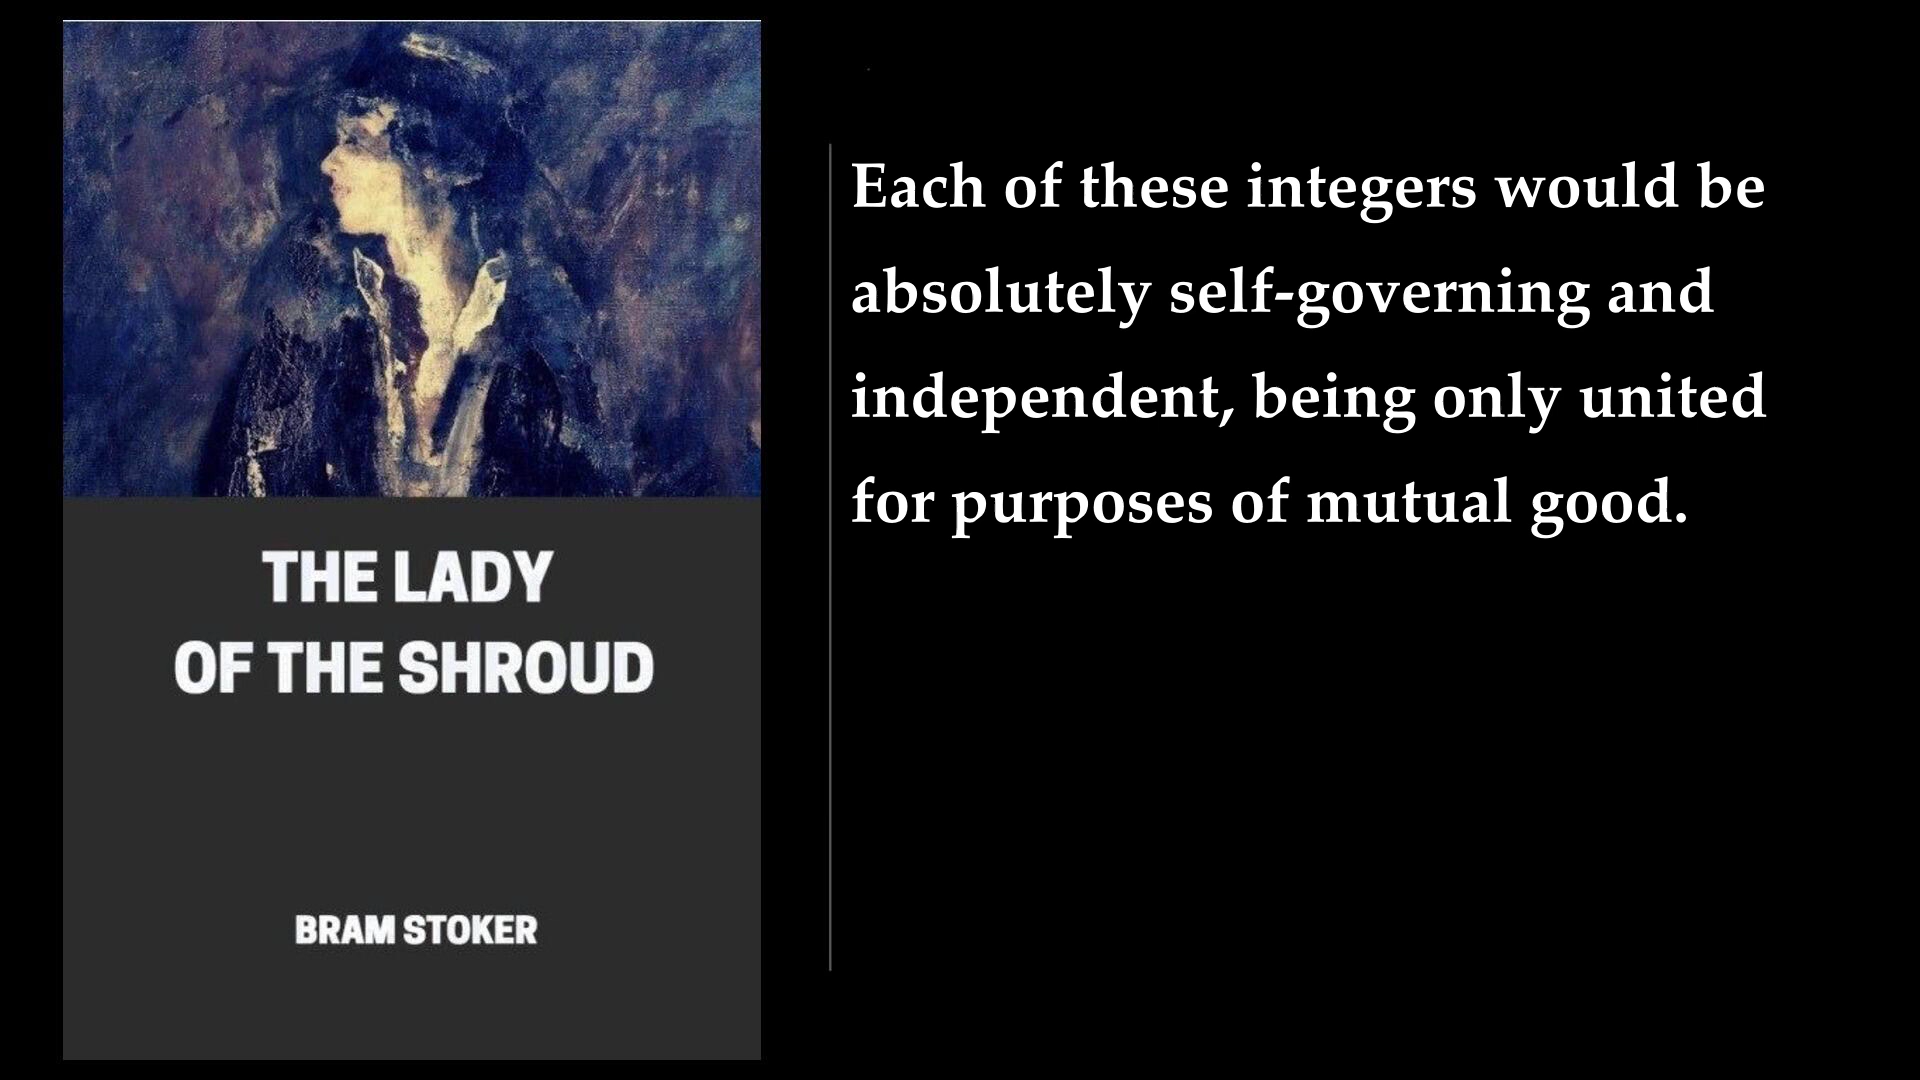 THE LADY
OF THE SHROUD
BRAM STOKER
Each of these integers would be
absolutely self-governing and
independent, being only united
for purposes of mutual good.